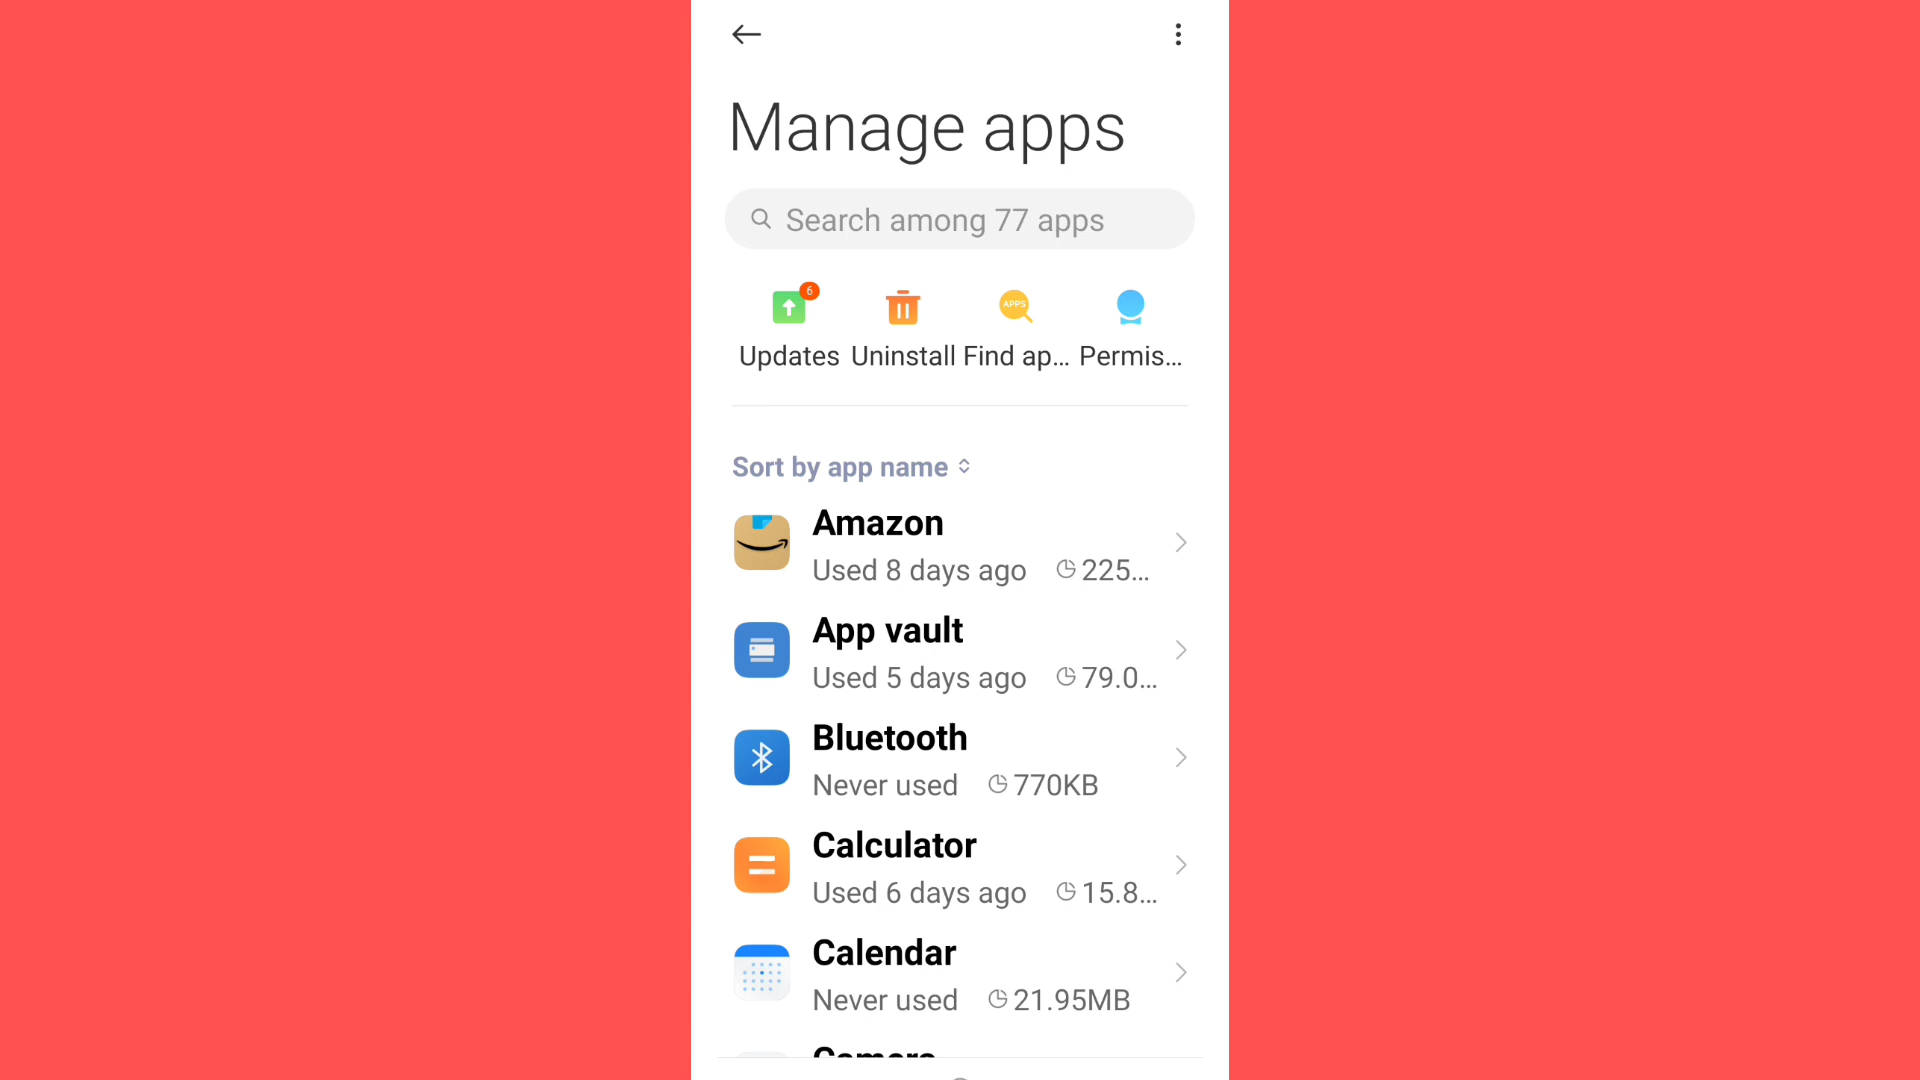 Manage apps
Search among 77 apps
6
APPS
Updates Uninstall Find ap... Permis...
Sort by app name
Amazon
Used 8 days ago 225...
App vault
Used 5 days ago 79.0...
Bluetooth
Never used 770KB
Calculator
Used 6 days ago 15.8...
Calendar
Never used 21.95MB
Camera